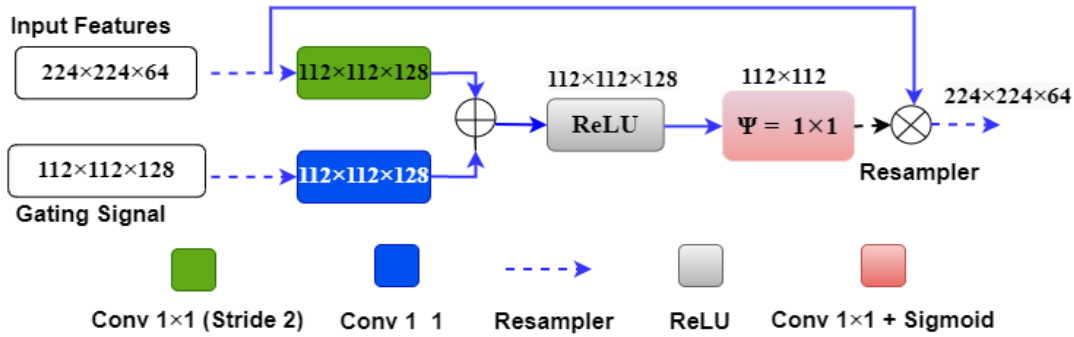 Input Features
224×224×64
112×112×128
112×112×128
ReLU
112×112
Ψ = 1×1
224×224×64
Resampler
112×112×128
Gating Signal
112×112×128
Conv 1×1 (Stride 2)
Conv 1 1
Resampler
ReLU
Conv 1×1 + Sigmoid